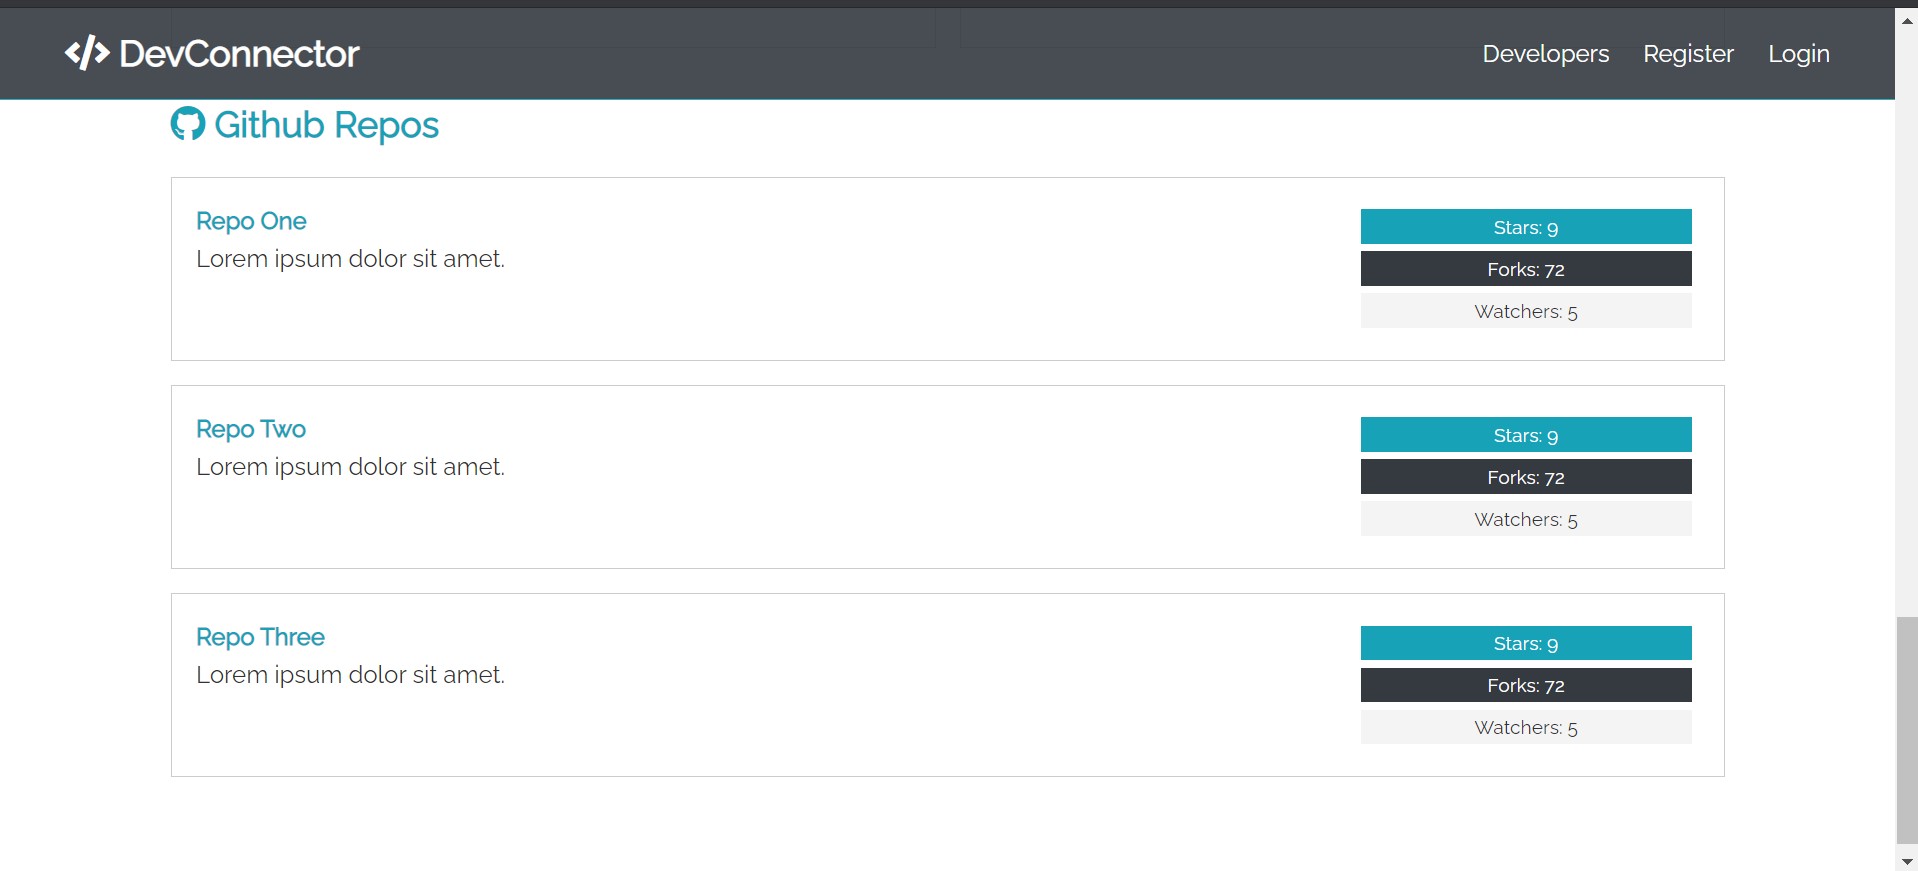 DevConnector
Developers Register Login
Github Repos
Repo One
Lorem ipsum dolor sit amet.
Stars: 9
Forks: 72
Watchers: 5
Repo Two
Lorem ipsum dolor sit amet.
Stars: 9
Forks: 72
Watchers: 5
Repo Three
Lorem ipsum dolor sit amet.
Stars: 9
Forks: 72
Watchers: 5